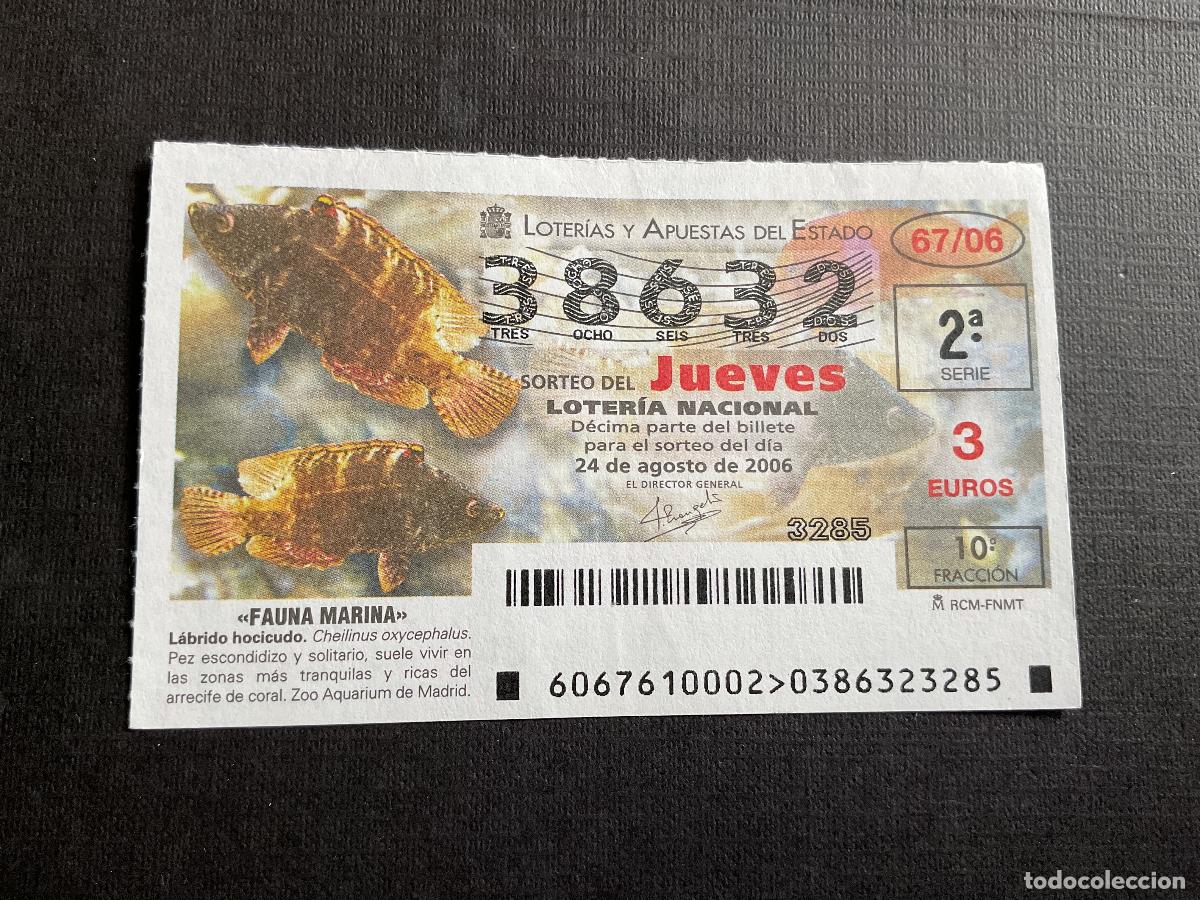 LOTERÍAS Y APUESTAS DEL ESTADO
67/06
38632
TRES OCHO SEIS TRES DOS
2ª
SERIE
SORTEO DEL Jueves
LOTERÍA NACIONAL
Décima parte del billete
para el sorteo del día
24 de agosto de 2006
EL DIRECTOR GENERAL
3
EUROS
3285
10ª
FRACCIÓN
RCM-FNMT
«FAUNA MARINA»
Lábrido hocicudo. Cheilinus oxycephalus.
Pez escondidizo y solitario, suele vivir en
las zonas más tranquilas y ricas del
arrecife de coral. Zoo Aquarium de Madrid.
6067610002>0386323285
todocoleccion